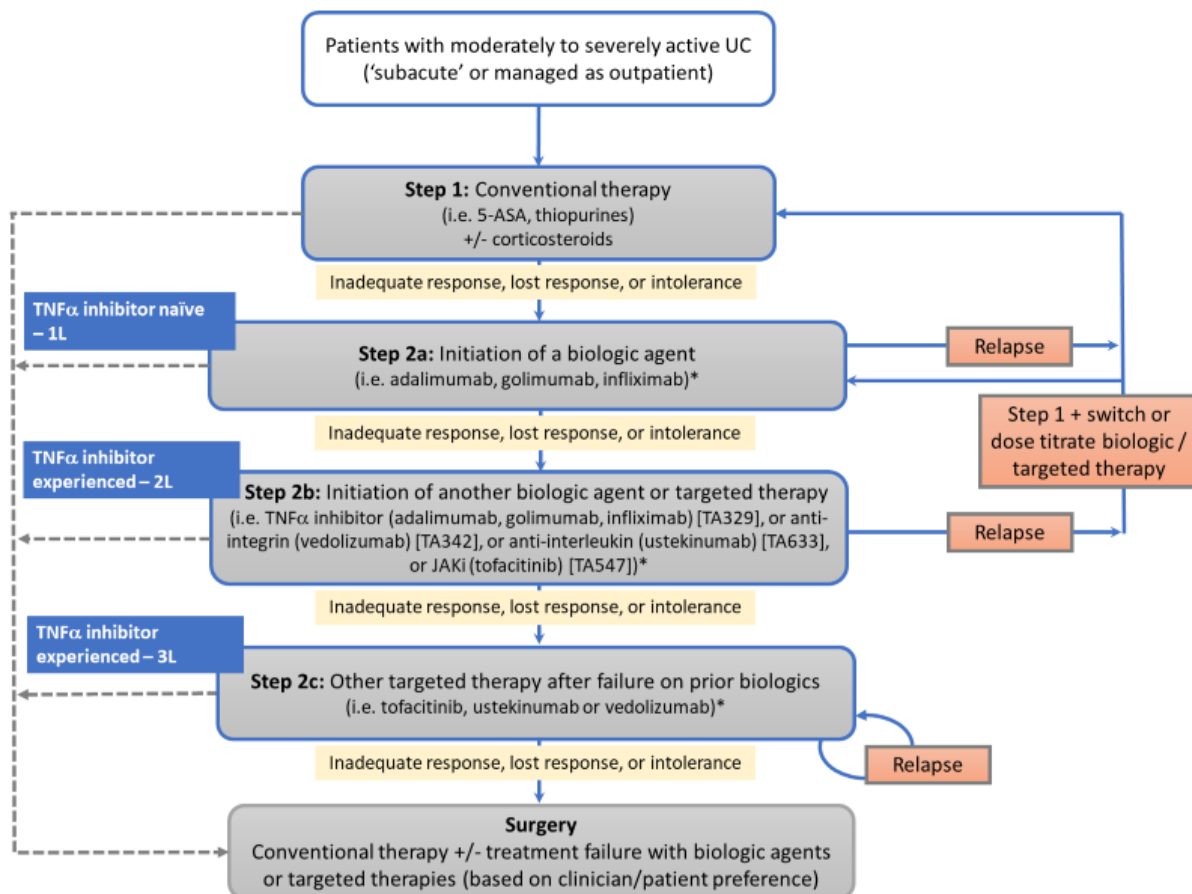 Patients with moderately to severely active UC
('subacute' or managed as outpatient)
Step 1: Conventional therapy
(i.e. 5-ASA, thiopurines)
+/- corticosteroids
Inadequate response, lost response, or intolerance
TNFα inhibitor naïve
– 1L
Step 2a: Initiation of a biologic agent
(i.e. adalimumab, golimumab, infliximab)*
Relapse
Inadequate response, lost response, or intolerance
Step 1 + switch or
dose titrate biologic /
targeted therapy
TNFα inhibitor
experienced – 2L
Step 2b: Initiation of another biologic agent or targeted therapy
(i.e. TNFα inhibitor (adalimumab, golimumab, infliximab) [TA329], or anti-
integrin (vedolizumab) [TA342], or anti-interleukin (ustekinumab) [TA633],
or JAKi (tofacitinib) [TA547])*
Relapse
Inadequate response, lost response, or intolerance
TNFα inhibitor
experienced – 3L
Step 2c: Other targeted therapy after failure on prior biologics
(i.e. tofacitinib, ustekinumab or vedolizumab)*
Relapse
Inadequate response, lost response, or intolerance
Surgery
Conventional therapy +/- treatment failure with biologic agents
or targeted therapies (based on clinician/patient preference)